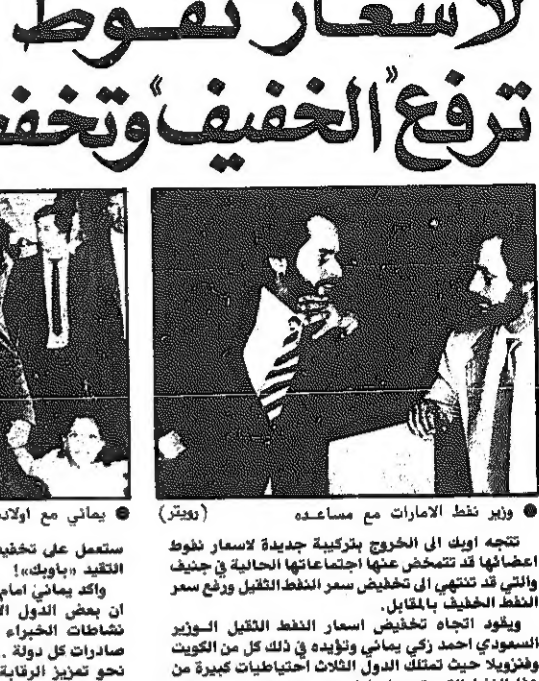 لأسعار نفوط
ترفع "الخفيف" وتخف
وزير نفط الامارات مع مساعده (رويتر)
تتجه اوبك الى الخروج بتركيبة جديدة لاسعار نفوط
اعضائها قد تتمخض عنها اجتماعاتها الحالية في جنيف
والتي قد تنتهي الى تخفيض سعر النفط الثقيل ورفع سعر
النفط الخفيف بالمقابل.
ويقود اتجاه تخفيض اسعار النفط الثقيل الـوزير
السعودي احمد زكي يماني وتؤيده في ذلك كل من الكويت
وفنزويلا حيث تمتلك الدول الثلاث احتياطيات كبيرة من
يماني مع اولاد
ستعمل على تخفي
التقيد «باوبك»!
واكد يماني امام
ان بعض الدول الا
نشاطات الخبراء
صادرات كل دولة .
نحو تعزيز الرقابة